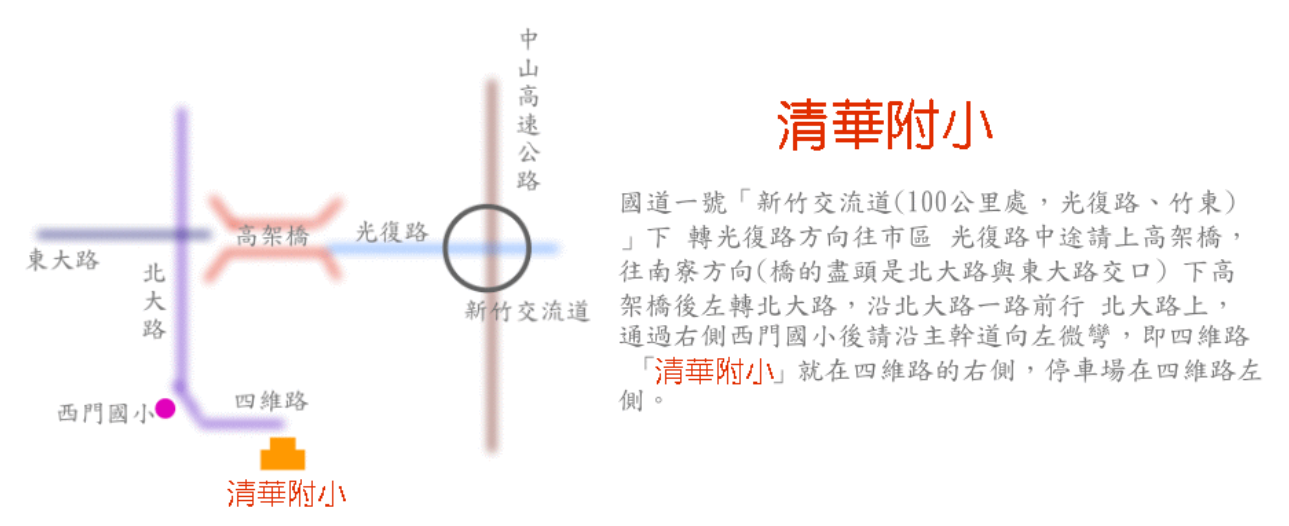 中山高速公路
高架橋
光復路
東大路
北大路
新竹交流道
西門國小
四維路
清華附小
清華附小
國道一號「新竹交流道(100公里處，光復路、竹東)
」下 轉光復路方向往市區 光復路中途請上高架橋，
往南寮方向(橋的盡頭是北大路與東大路交口) 下高
架橋後左轉北大路，沿北大路一路前行 北大路上，
通過右側西門國小後請沿主幹道向左微彎，即四維路
「清華附小」就在四維路的右側，停車場在四維路左
側。